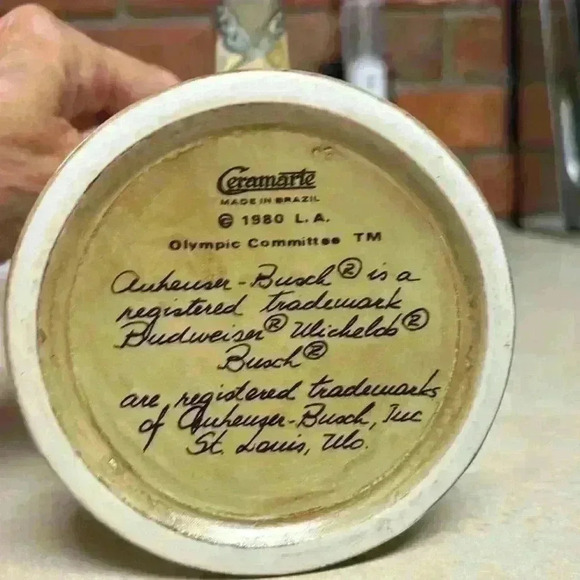 Ceramarte
MADE IN BRAZIL
© 1980 L. A.
Olympic Committee TM
Anheuser-Busch® is a
registered trademark
Budweiser® Michelob®
Busch®
are registered trademarks
of Anheuser-Busch, Inc
St. Louis, Mo.